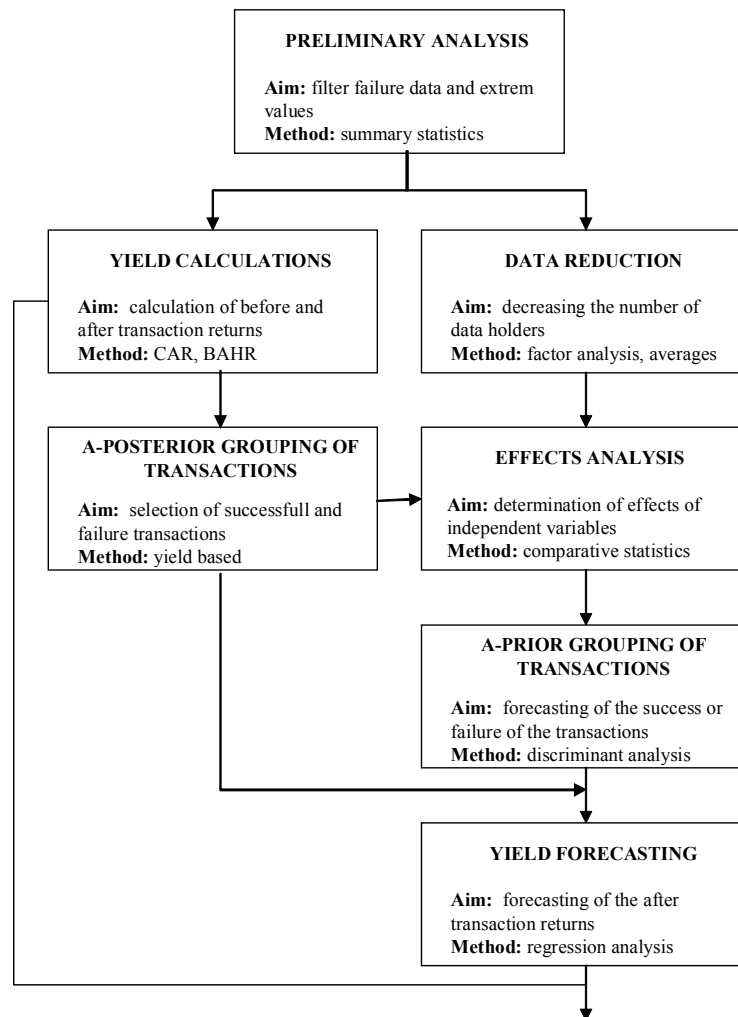 PRELIMINARY ANALYSIS
Aim: filter failure data and extrem
values
Method: summary statistics
YIELD CALCULATIONS
Aim: calculation of before and
after transaction returns
Method: CAR, BAHR
DATA REDUCTION
Aim: decreasing the number of
data holders
Method: factor analysis, averages
A-POSTERIOR GROUPING OF
TRANSACTIONS
Aim: selection of successfull and
failure transactions
Method: yield based
EFFECTS ANALYSIS
Aim: determination of effects of
independent variables
Method: comparative statistics
A-PRIOR GROUPING OF
TRANSACTIONS
Aim: forecasting of the success or
failure of the transactions
Method: discriminant analysis
YIELD FORECASTING
Aim: forecasting of the after
transaction returns
Method: regression analysis